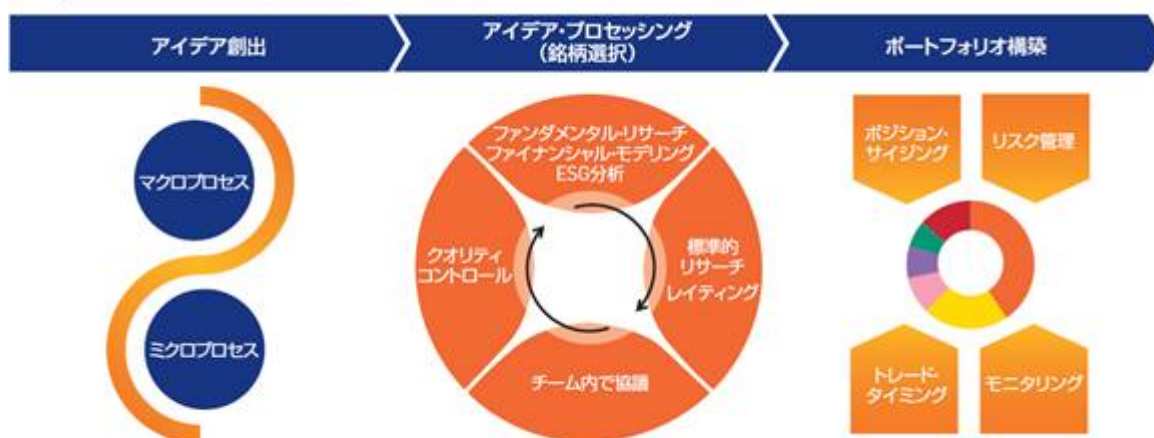 アイデア創出
アイデア・プロセッシング
(銘柄選択)
ポートフォリオ構築
マクロプロセス
ミクロプロセス
ファンダメンタル・リサーチ
ファイナンシャル・モデリング
ESG分析
標準的
リサーチ
レイティング
チーム内で協議
クオリティ
コントロール
ポジション・
サイジング
リスク管理
トレード・
タイミング
モニタリング